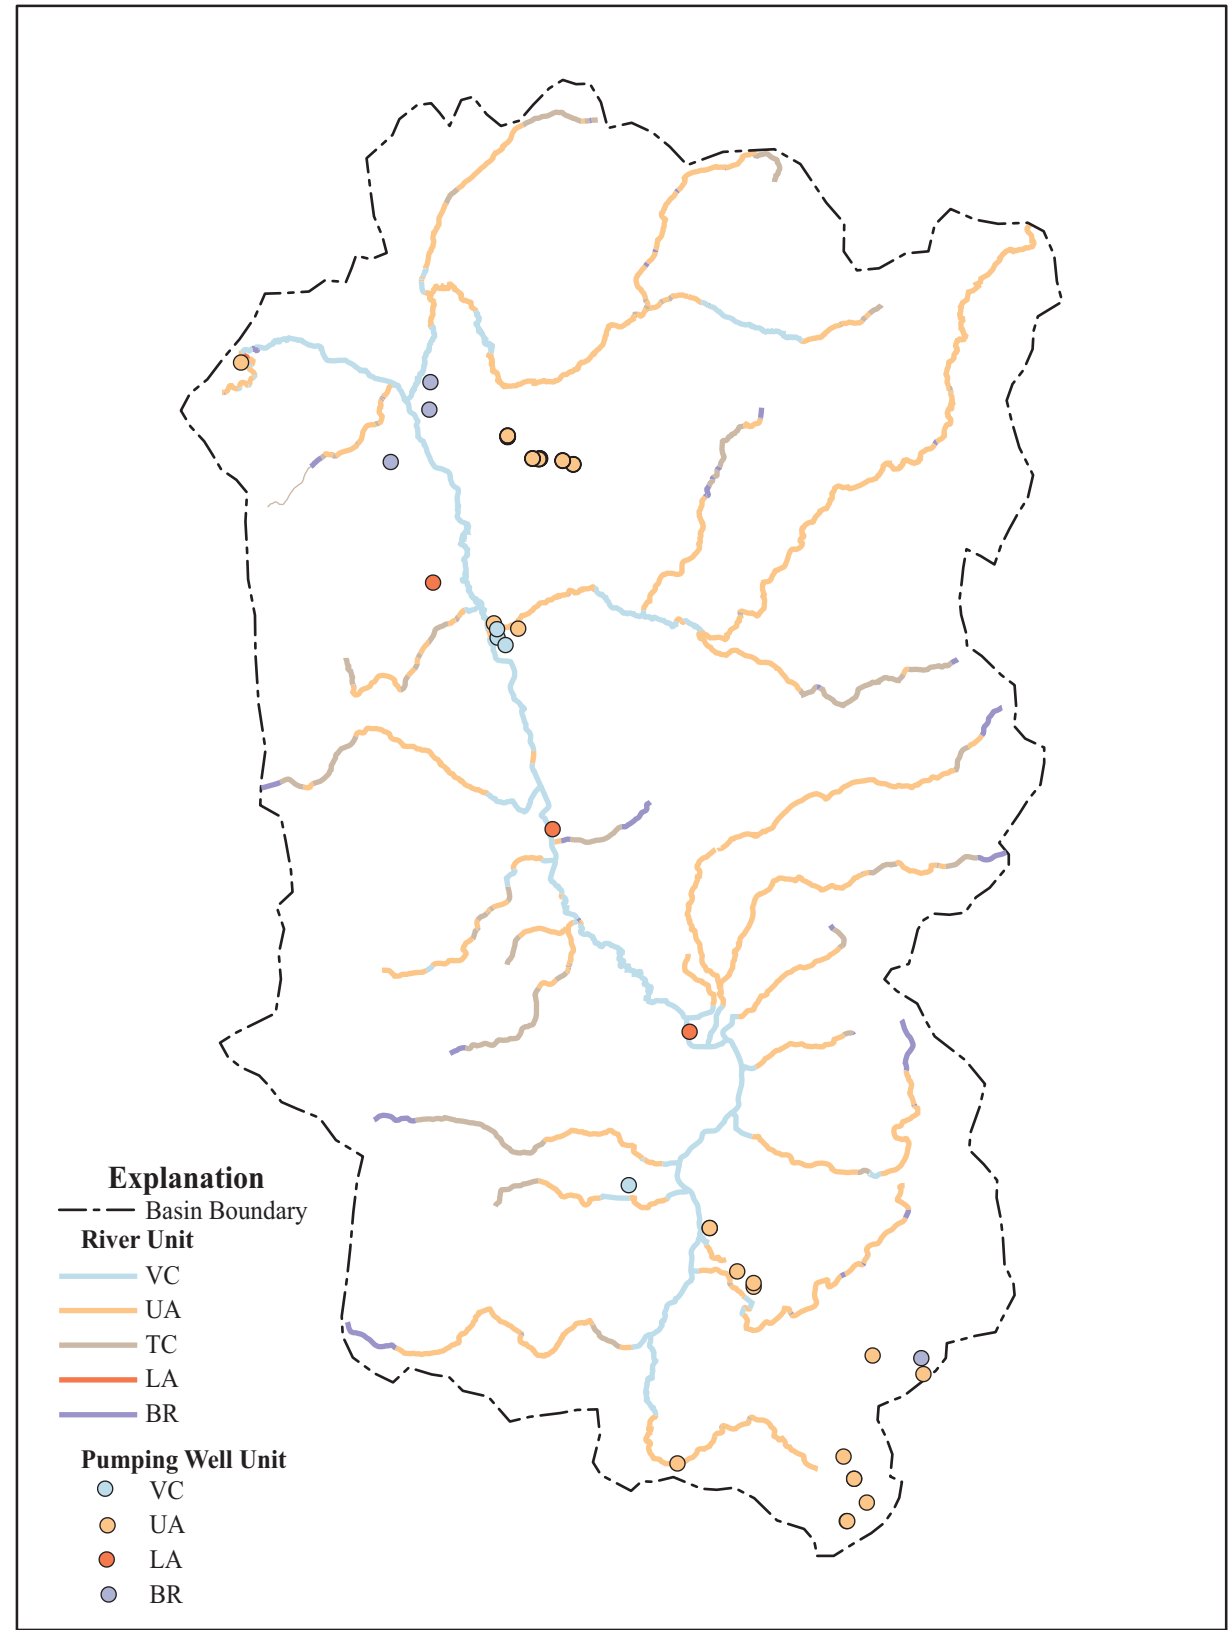 Explanation
Basin Boundary
River Unit
VC
UA
TC
LA
BR
Pumping Well Unit
VC
UA
LA
BR